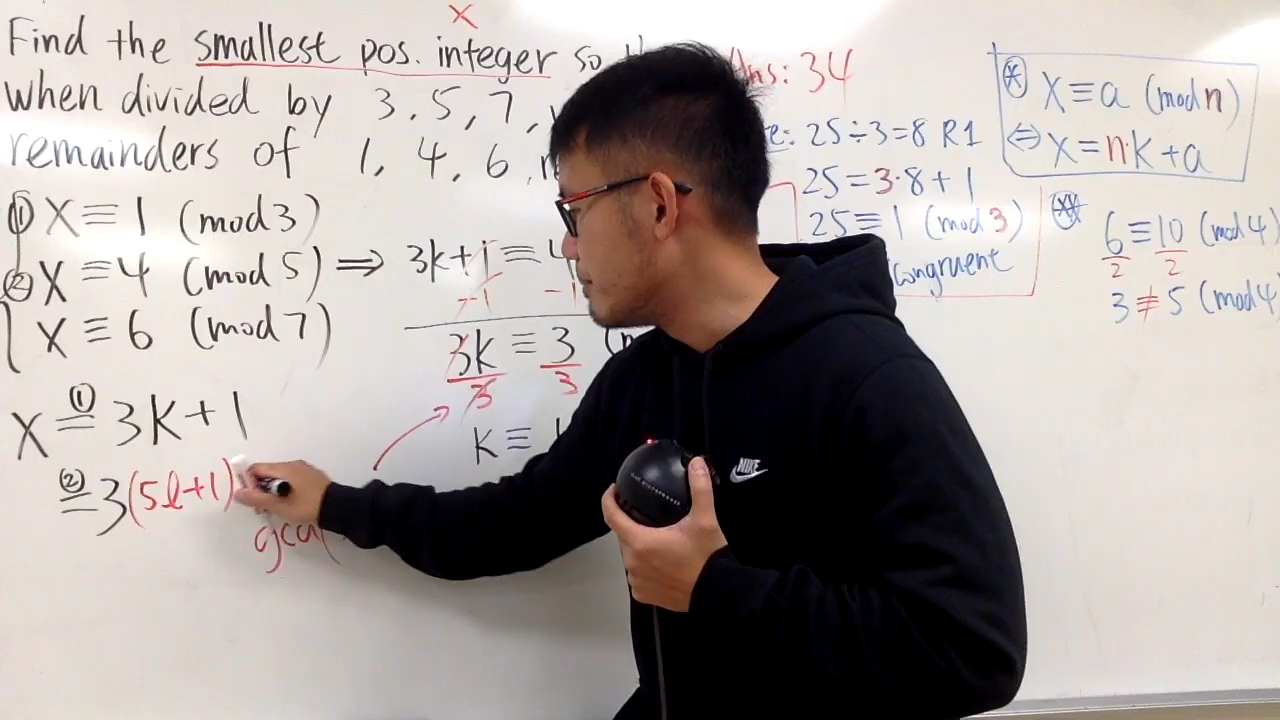 x
Find the smallest pos. integer so
when divided by 3, 5, 7,
remainders of 1, 4, 6,
① x ≡ 1 (mod 3)
② x ≡ 4 (mod 5) ⇒ 3k+1 ≡ 4
-1 -1
x ≡ 6 (mod 7)
3k ≡ 3
3 3
k ≡
x ① = 3k+1
② = 3(5l+1)
gcd(
Ans: 34
25÷3=8 R1
25=3·8+1
25≡1 (mod 3)
congruent
* x≡a (mod n)
⇔ x=n·k+a
** 6≡10 (mod 4)
2 2
3≢5 (mod 4
NIKE